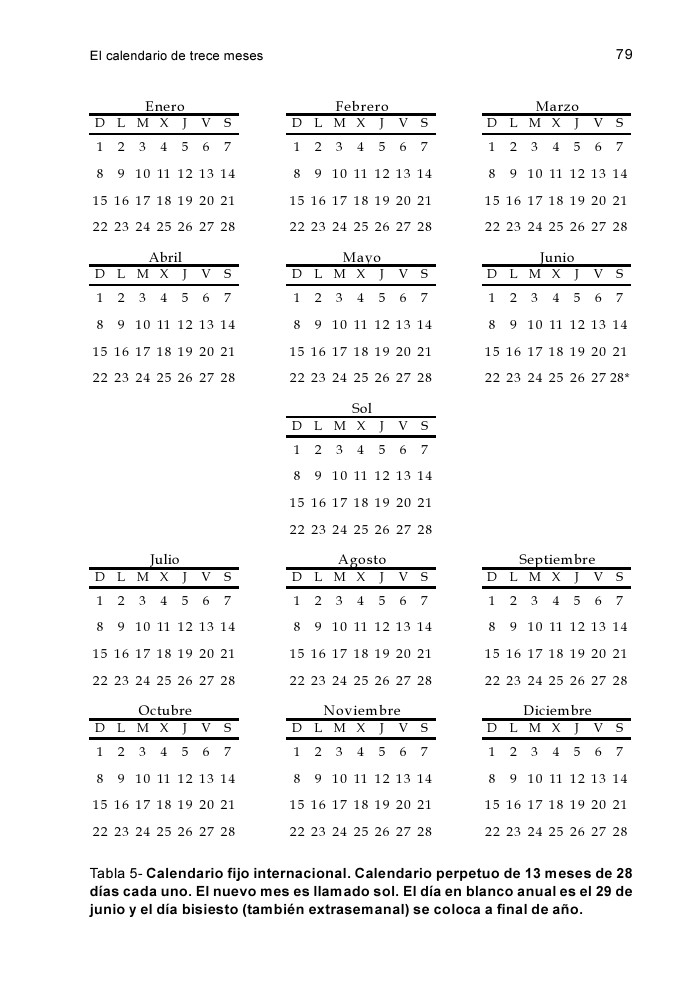 El calendario de trece meses 79
Enero Febrero Marzo
D L M X J V S D L M X J V S D L M X J V S
1 2 3 4 5 6 7 1 2 3 4 5 6 7 1 2 3 4 5 6 7
8 9 10 11 12 13 14 8 9 10 11 12 13 14 8 9 10 11 12 13 14
15 16 17 18 19 20 21 15 16 17 18 19 20 21 15 16 17 18 19 20 21
22 23 24 25 26 27 28 22 23 24 25 26 27 28 22 23 24 25 26 27 28
Abril Mayo Junio
D L M X J V S D L M X J V S D L M X J V S
1 2 3 4 5 6 7 1 2 3 4 5 6 7 1 2 3 4 5 6 7
8 9 10 11 12 13 14 8 9 10 11 12 13 14 8 9 10 11 12 13 14
15 16 17 18 19 20 21 15 16 17 18 19 20 21 15 16 17 18 19 20 21
22 23 24 25 26 27 28 22 23 24 25 26 27 28 22 23 24 25 26 27 28*
Sol
D L M X J V S
1 2 3 4 5 6 7
8 9 10 11 12 13 14
15 16 17 18 19 20 21
22 23 24 25 26 27 28
Julio Agosto Septiembre
D L M X J V S D L M X J V S D L M X J V S
1 2 3 4 5 6 7 1 2 3 4 5 6 7 1 2 3 4 5 6 7
8 9 10 11 12 13 14 8 9 10 11 12 13 14 8 9 10 11 12 13 14
15 16 17 18 19 20 21 15 16 17 18 19 20 21 15 16 17 18 19 20 21
22 23 24 25 26 27 28 22 23 24 25 26 27 28 22 23 24 25 26 27 28
Octubre Noviembre Diciembre
D L M X J V S D L M X J V S D L M X J V S
1 2 3 4 5 6 7 1 2 3 4 5 6 7 1 2 3 4 5 6 7
8 9 10 11 12 13 14 8 9 10 11 12 13 14 8 9 10 11 12 13 14
15 16 17 18 19 20 21 15 16 17 18 19 20 21 15 16 17 18 19 20 21
22 23 24 25 26 27 28 22 23 24 25 26 27 28 22 23 24 25 26 27 28
Tabla 5- Calendario fijo internacional. Calendario perpetuo de 13 meses de 28
días cada uno. El nuevo mes es llamado sol. El día en blanco anual es el 29 de
junio y el día bisiesto (también extrasemanal) se coloca a final de año.